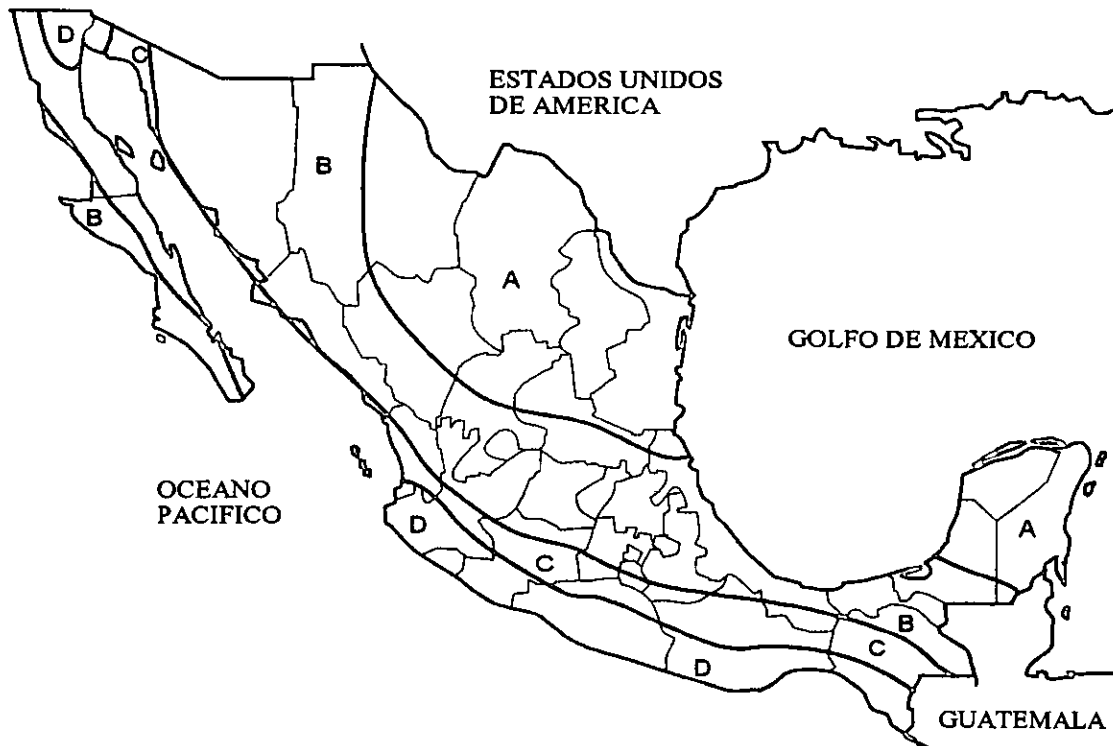 D
C
ESTADOS UNIDOS
DE AMERICA
B
B
A
GOLFO DE MEXICO
OCEANO
PACIFICO
D
C
A
B
C
D
GUATEMALA